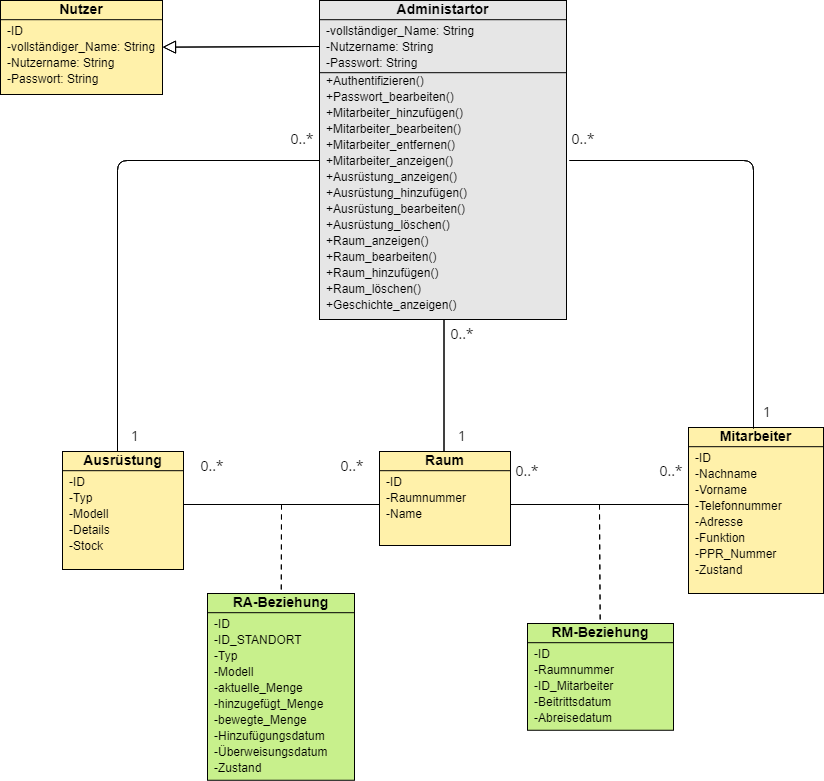 Nutzer
-ID
-vollständiger_Name: String
-Nutzername: String
-Passwort: String
Administartor
-vollständiger_Name: String
-Nutzername: String
-Passwort: String
+Authentifizieren()
+Passwort_bearbeiten()
+Mitarbeiter_hinzufügen()
+Mitarbeiter_bearbeiten()
+Mitarbeiter_entfernen()
+Mitarbeiter_anzeigen()
+Ausrüstung_anzeigen()
+Ausrüstung_hinzufügen()
+Ausrüstung_bearbeiten()
+Ausrüstung_löschen()
+Raum_anzeigen()
+Raum_bearbeiten()
+Raum_hinzufügen()
+Raum_löschen()
+Geschichte_anzeigen()
0..*
0..*
0..*
1
1
1
Ausrüstung
-ID
-Typ
-Modell
-Details
-Stock
0..*
0..*
Raum
-ID
-Raumnummer
-Name
0..*
0..*
Mitarbeiter
-ID
-Nachname
-Vorname
-Telefonnummer
-Adresse
-Funktion
-PPR_Nummer
-Zustand
RA-Beziehung
-ID
-ID_STANDORT
-Typ
-Modell
-aktuelle_Menge
-hinzugefügt_Menge
-bewegte_Menge
-Hinzufügungsdatum
-Überweisungsdatum
-Zustand
RM-Beziehung
-ID
-Raumnummer
-ID_Mitarbeiter
-Beitrittsdatum
-Abreisedatum